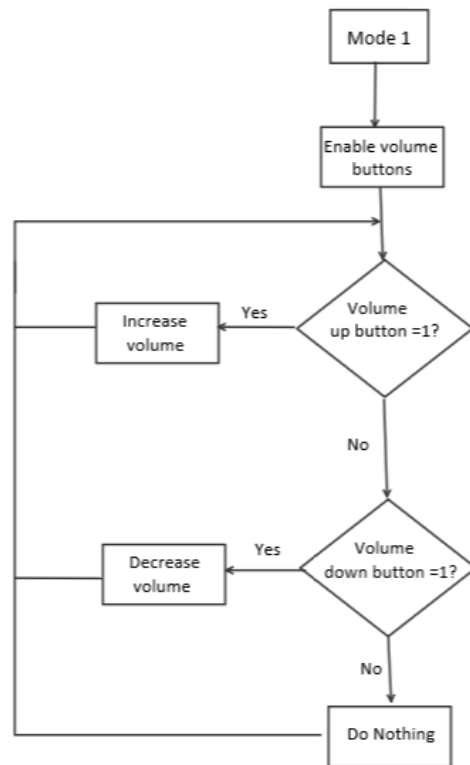 Mode 1
Enable volume
buttons
Volume
up button =1?
Yes
Increase
volume
No
Volume
down button =1?
Yes
Decrease
volume
No
Do Nothing